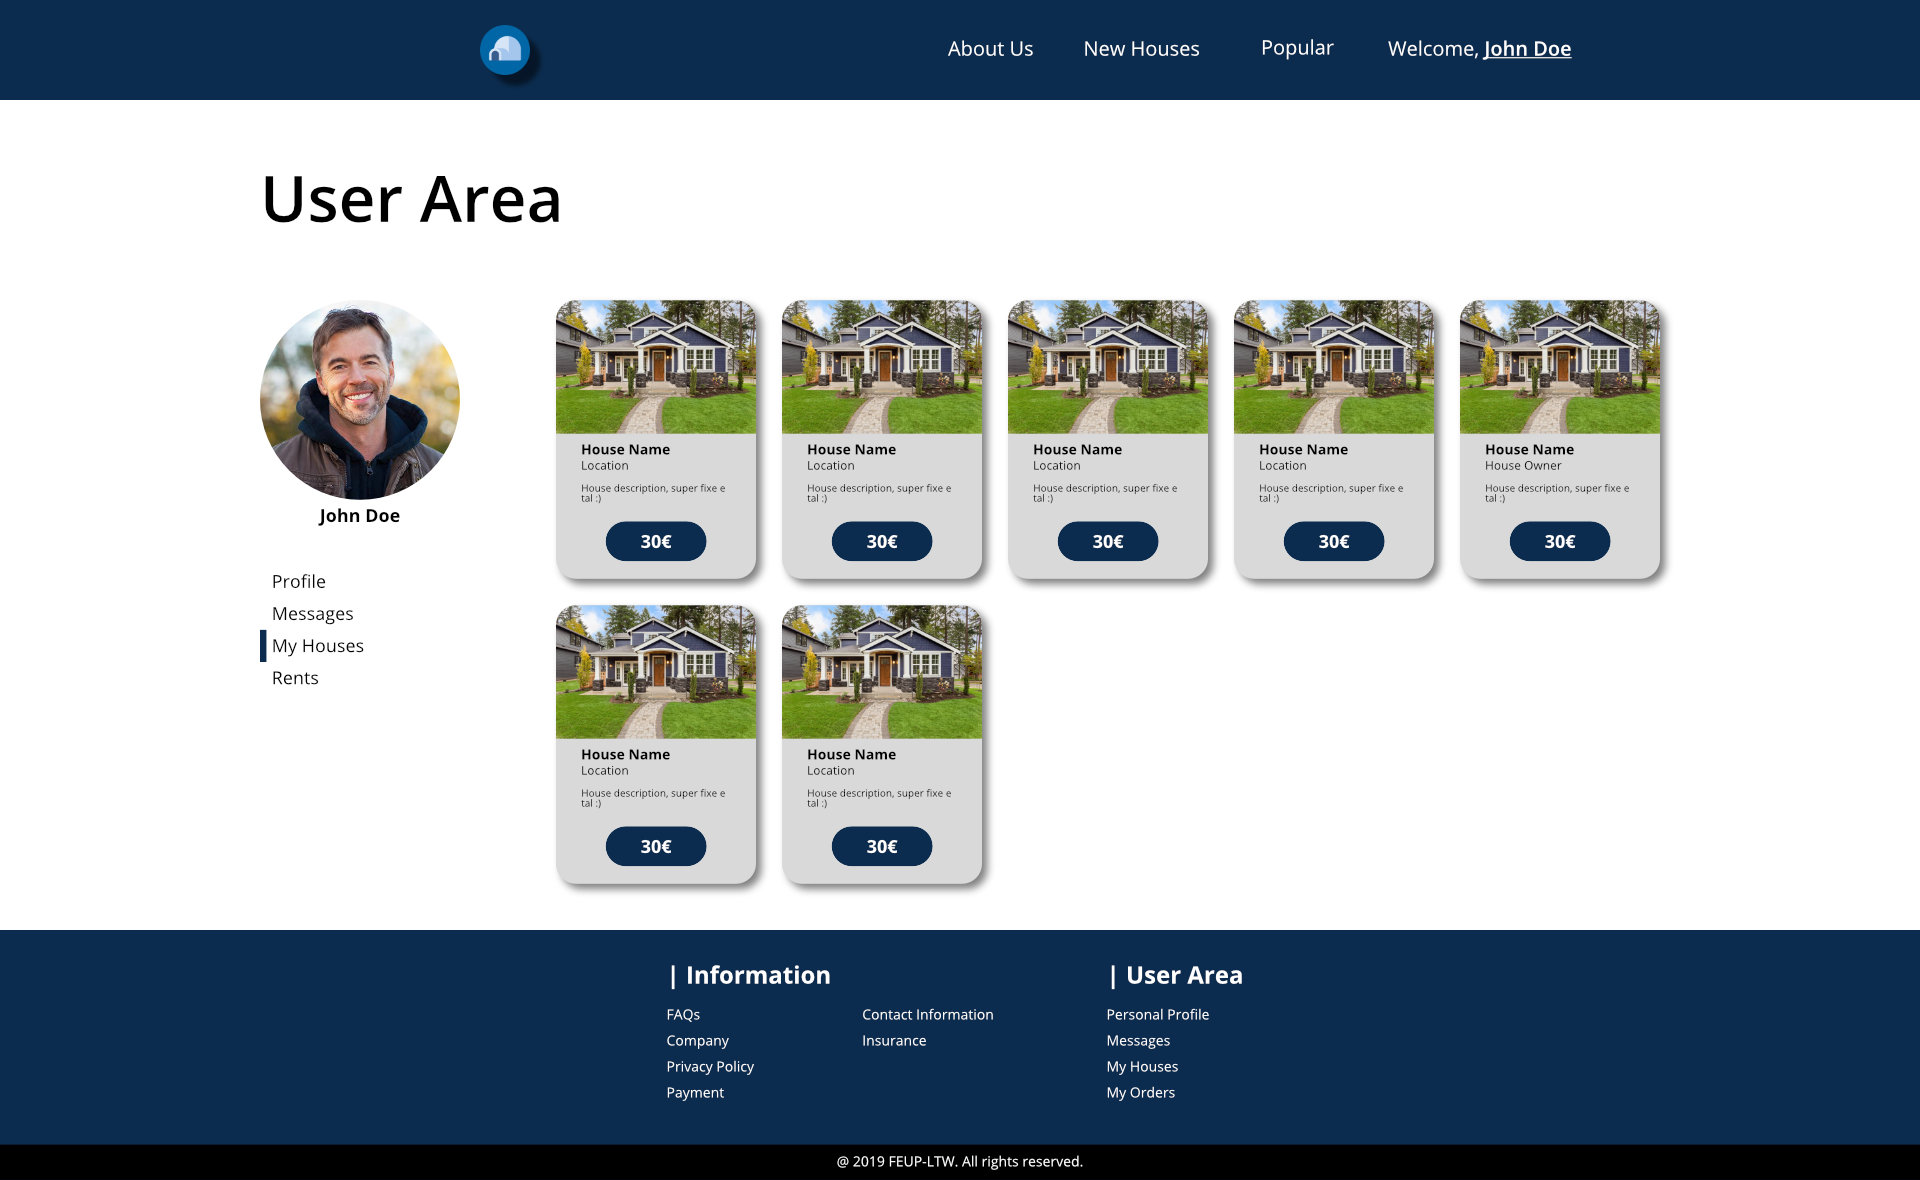 About Us
New Houses
Popular
Welcome, John Doe
User Area
John Doe
Profile
Messages
My Houses
Rents
House Name
Location
House description, super fixe e
tal :)
30€
House Name
Location
House description, super fixe e
tal :)
30€
House Name
Location
House description, super fixe e
tal :)
30€
House Name
Location
House description, super fixe e
tal :)
30€
House Name
House Owner
House description, super fixe e
tal :)
30€
House Name
Location
House description, super fixe e
tal :)
30€
House Name
Location
House description, super fixe e
tal :)
30€
| Information
FAQs
Company
Privacy Policy
Payment
Contact Information
Insurance
| User Area
Personal Profile
Messages
My Houses
My Orders
@ 2019 FEUP-LTW. All rights reserved.